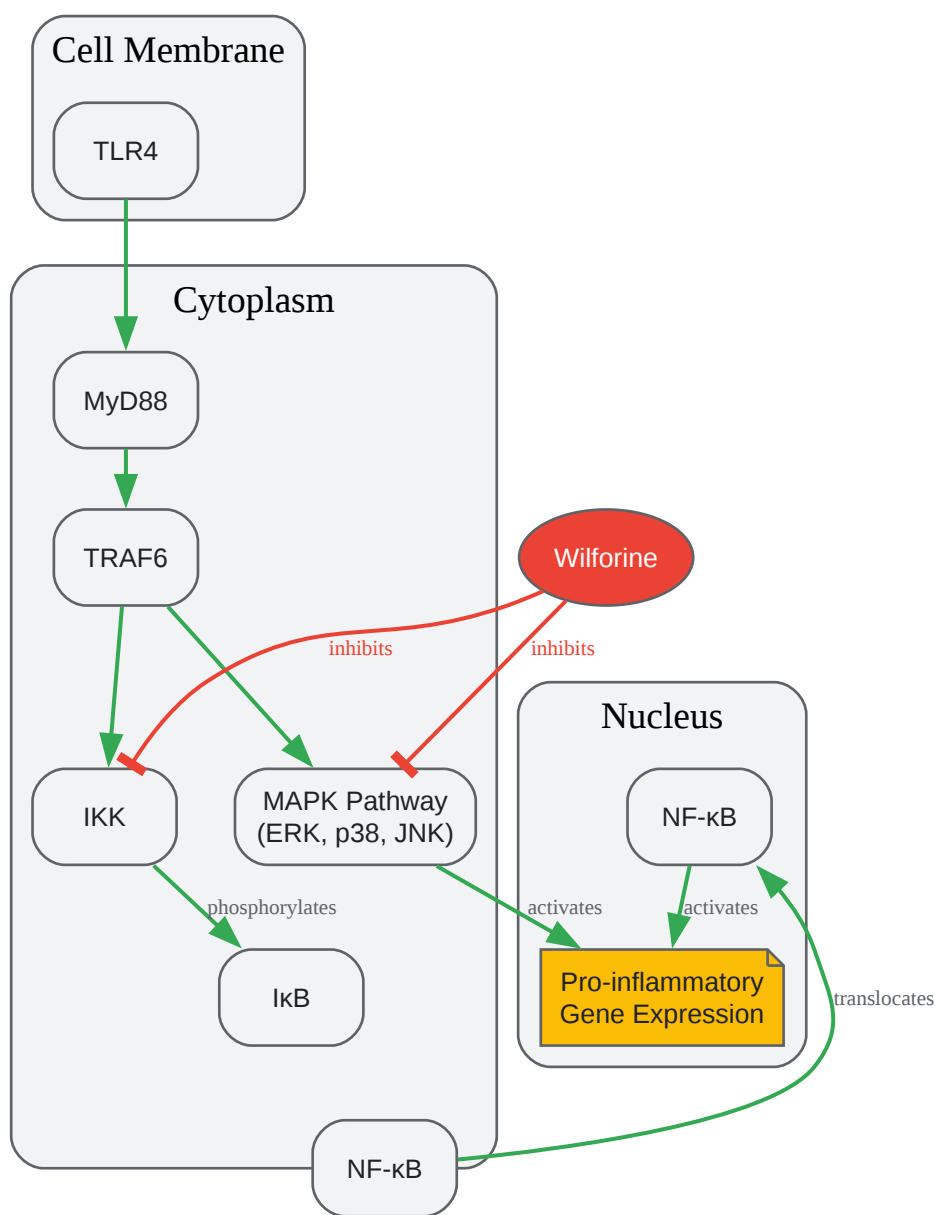 Cell Membrane
TLR4
Cytoplasm
MyD88
TRAF6
Wilforine
inhibits
inhibits
Nucleus
IKK
MAPK Pathway
(ERK, p38, JNK)
NF-κB
phosphorylates
activates
activates
IκB
Pro-inflammatory
Gene Expression
translocates
NF-κB